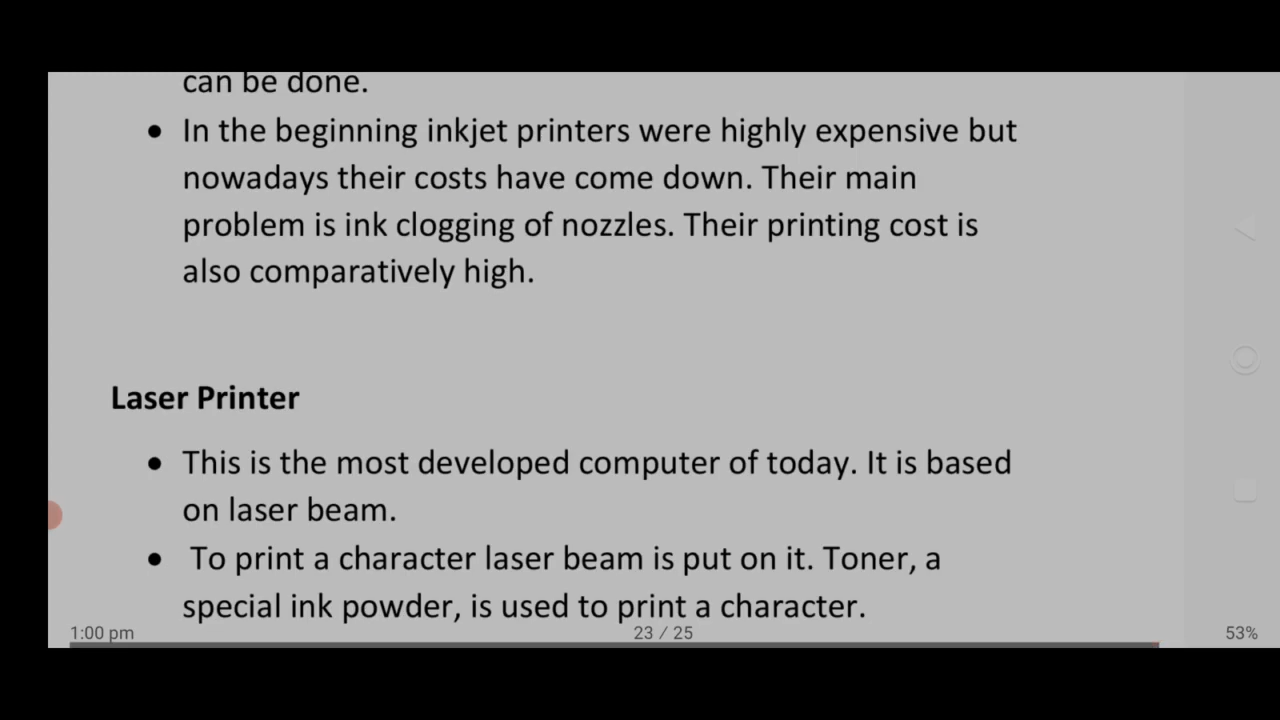 can be done.
• In the beginning inkjet printers were highly expensive but
nowadays their costs have come down. Their main
problem is ink clogging of nozzles. Their printing cost is
also comparatively high.
Laser Printer
• This is the most developed computer of today. It is based
on laser beam.
• To print a character laser beam is put on it. Toner, a
special ink powder, is used to print a character.
1:00 pm 23 / 25 53%